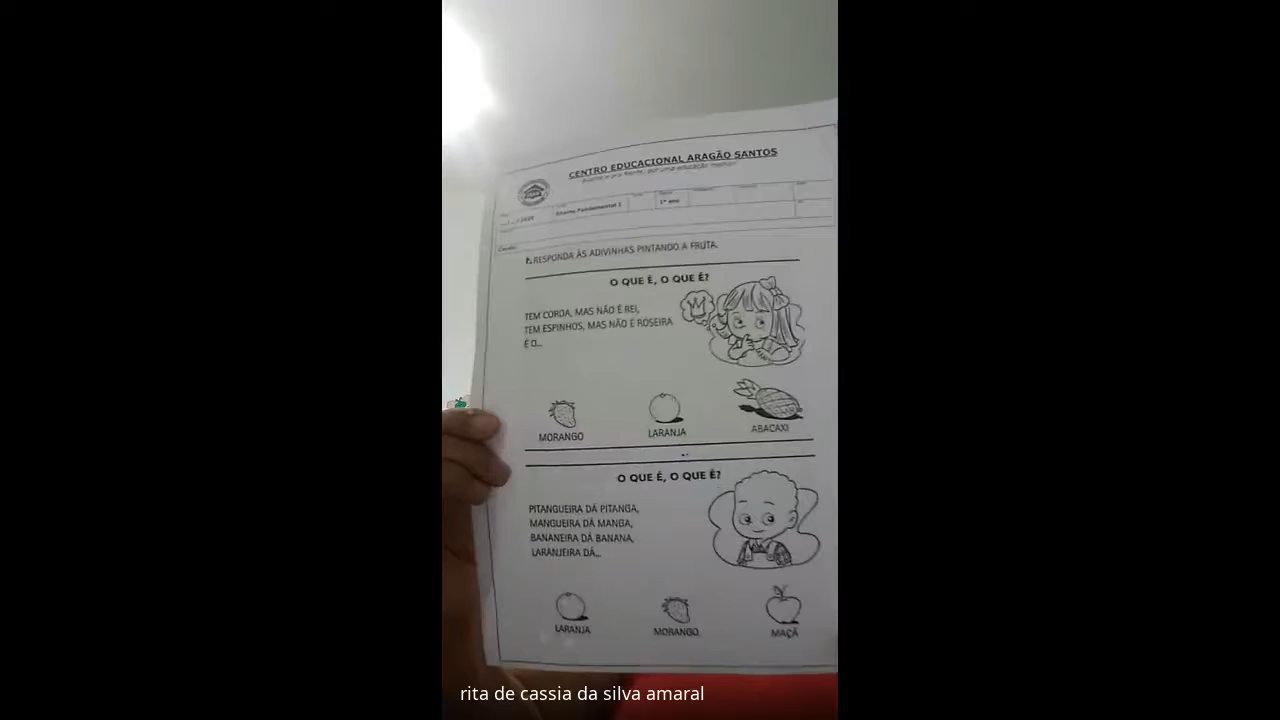 CENTRO EDUCACIONAL ARAGÃO SANTOS
Ensino Fundamental I
1º ano
RESPONDA ÀS ADIVINHAS PINTANDO A FRUTA.
O QUE É, O QUE É?
TEM COROA, MAS NÃO É REI,
TEM ESPINHOS, MAS NÃO É ROSEIRA
É O...
MORANGO LARANJA ABACAXI
O QUE É, O QUE É?
PITANGUEIRA DÁ PITANGA,
MANGUEIRA DÁ MANGA,
BANANEIRA DÁ BANANA,
LARANJEIRA DÁ...
LARANJA MORANGO MAÇÃ
rita de cassia da silva amaral